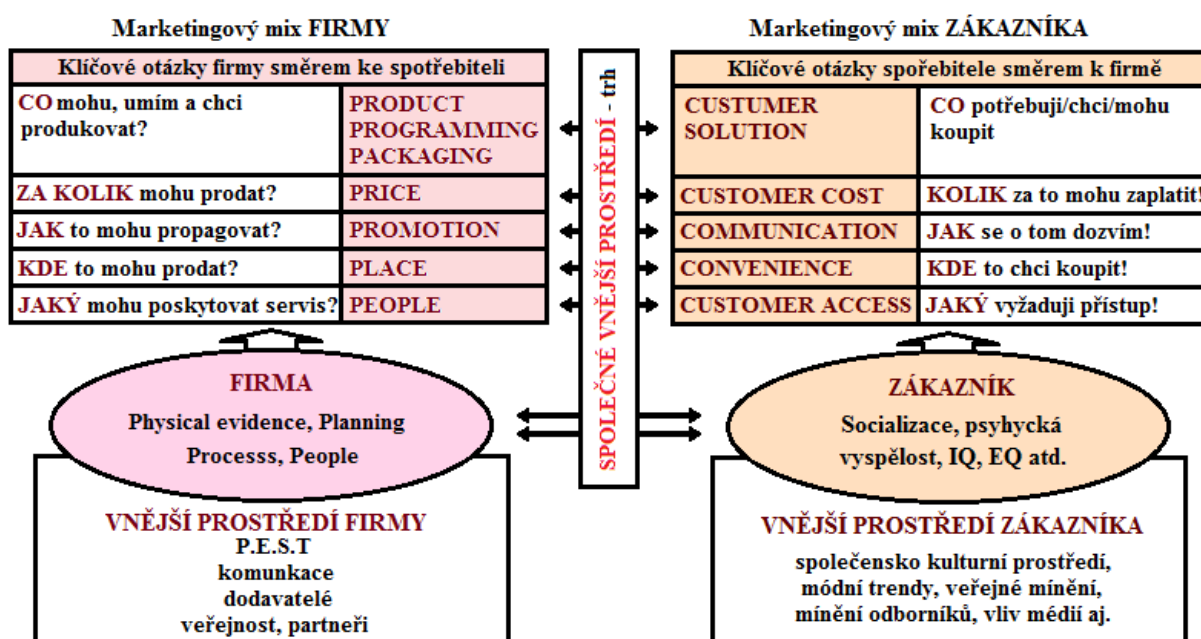 Marketingový mix FIRMY
Klíčové otázky firmy směrem ke spotřebiteli
CO mohu, umím a chci
produkovat?
PRODUCT
PROGRAMMING
PACKAGING
ZA KOLIK mohu prodat?
PRICE
JAK to mohu propagovat?
PROMOTION
KDE to mohu prodat?
PLACE
JAKÝ mohu poskytovat servis?
PEOPLE
FIRMA
Physical evidence, Planning
Processs, People
VNĚJŠÍ PROSTŘEDÍ FIRMY
P.E.S.T
komunkace
dodavatelé
veřejnost, partneři
SPOLEČNÉ VNĚJŠÍ PROSTŘEDÍ - trh
Marketingový mix ZÁKAZNÍKA
Klíčové otázky spořebitele směrem k firmě
CUSTUMER
SOLUTION
CO potřebuji/chci/mohu
koupit
CUSTOMER COST
KOLIK za to mohu zaplatit!
COMMUNICATION
JAK se o tom dozvím!
CONVENIENCE
KDE to chci koupit!
CUSTOMER ACCESS
JAKÝ vyžaduji přístup!
ZÁKAZNÍK
Socializace, psyhycká
vyspělost, IQ, EQ atd.
VNĚJŠÍ PROSTŘEDÍ ZÁKAZNÍKA
společensko kulturní prostředí,
módní trendy, veřejné mínění,
mínění odborníků, vliv médií aj.